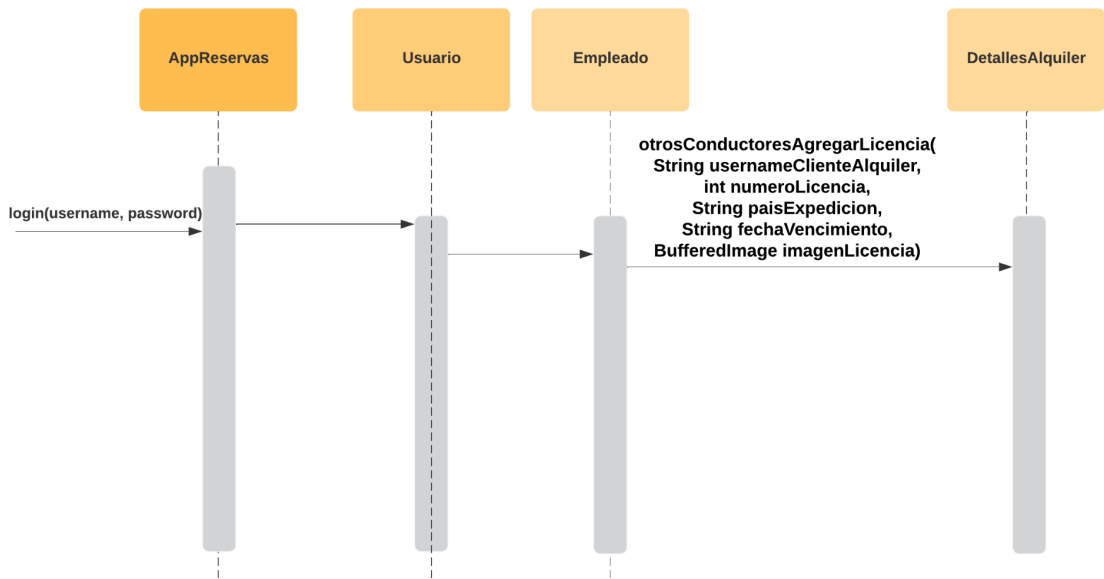 AppReservas
Usuario
Empleado
DetallesAlquiler
otrosConductoresAgregarLicencia(
String usernameClienteAlquiler,
int numeroLicencia,
String paisExpedicion,
String fechaVencimiento,
BufferedImage imagenLicencia)
login(username, password)